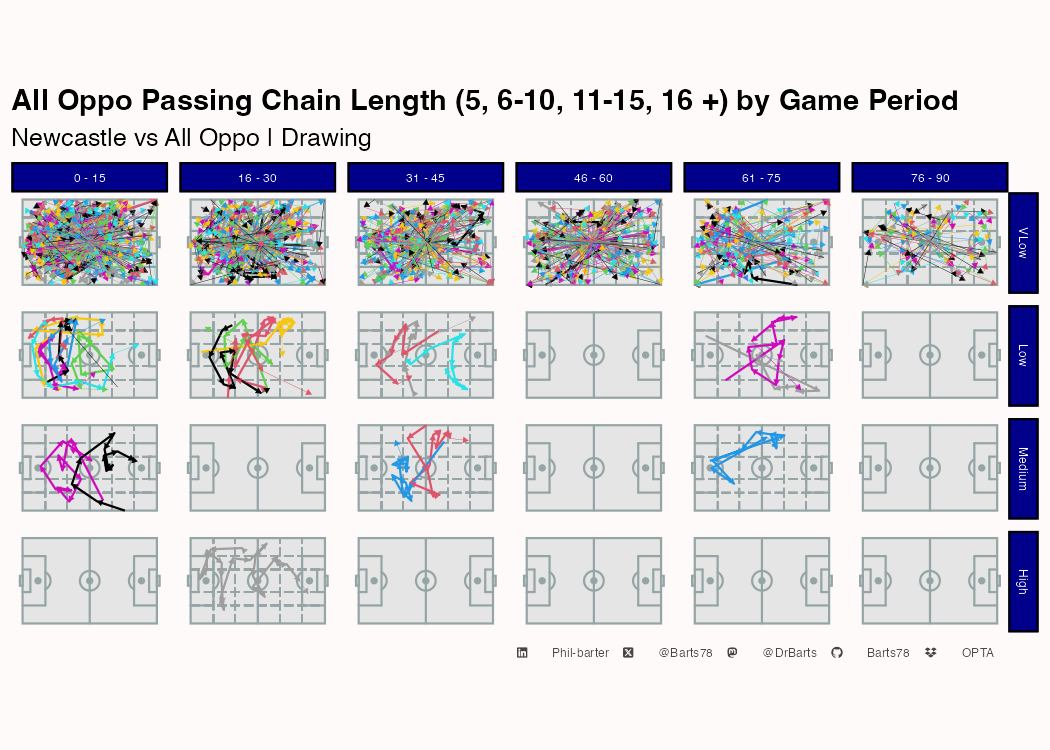 All Oppo Passing Chain Length (5, 6-10, 11-15, 16 +) by Game Period
Newcastle vs All Oppo | Drawing
0 - 15 16 - 30 31 - 45 46 - 60 61 - 75 76 - 90
VLow
Low
Medium
High
Phil-barter @Barts78 @DrBarts Barts78 OPTA